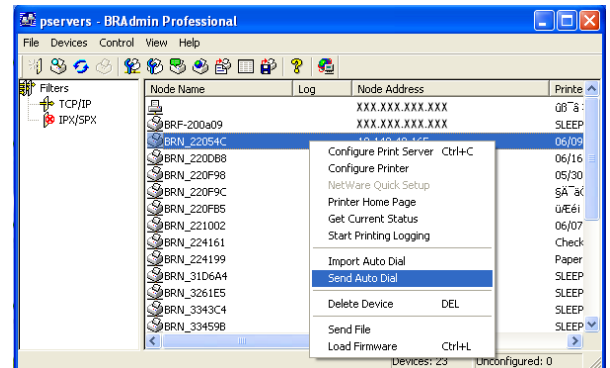 pservers - BRAdmin Professional
File Devices Control View Help
Filters
TCP/IP
IPX/SPX
Node Name Log Node Address Printe
XXX.XXX.XXX.XXX
BRF-200a09 XXX.XXX.XXX.XXX SLEEP
BRN_22054C 06/09
BRN_220DB8 06/16
BRN_220F98 05/30
BRN_220F9C
BRN_220FB5
BRN_221002 06/07
BRN_224161 Check
BRN_224199 Paper
BRN_31D6A4 SLEEP
BRN_3261E5 SLEEP
BRN_3343C4 SLEEP
BRN_33459B SLEEP
Configure Print Server Ctrl+C
Configure Printer
NetWare Quick Setup
Printer Home Page
Get Current Status
Start Printing Logging
Import Auto Dial
Send Auto Dial
Delete Device DEL
Send File
Load Firmware Ctrl+L
Devices: 23 Unconfigured: 0